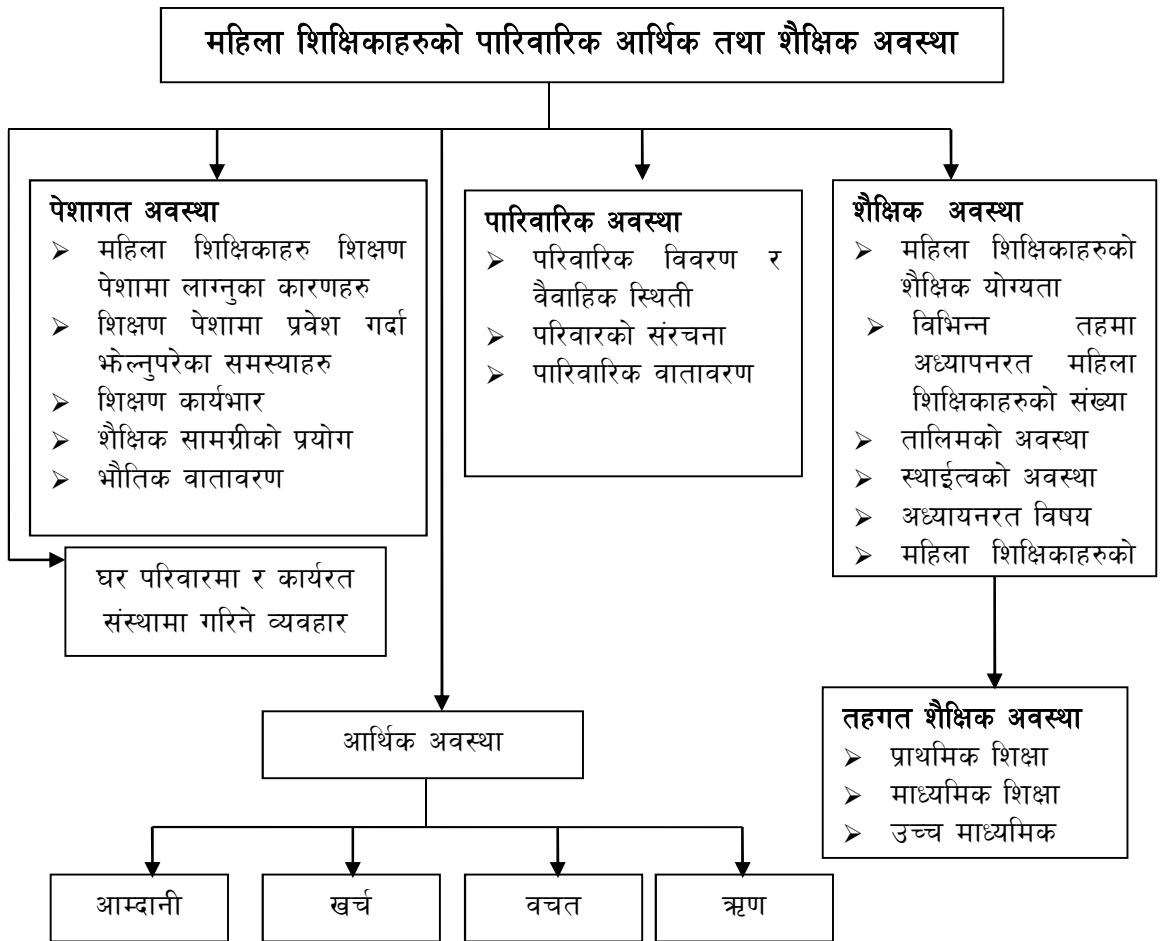 महिला शिक्षिकाहरुको पारिवारिक आर्थिक तथा शैक्षिक अवस्था
पेशागत अवस्था
➢ महिला शिक्षिकाहरु शिक्षण
पेशामा लाग्नुका कारणहरु
➢ शिक्षण पेशामा प्रवेश गर्दा
झेल्नुपरेका समस्याहरु
➢ शिक्षण कार्यभार
➢ शैक्षिक सामग्रीको प्रयोग
➢ भौतिक वातावरण
पारिवारिक अवस्था
➢ परिवारिक विवरण र
वैवाहिक स्थिती
➢ परिवारको संरचना
➢ पारिवारिक वातावरण
शैक्षिक अवस्था
➢ महिला शिक्षिकाहरुको
शैक्षिक योग्यता
➢ विभिन्न तहमा
अध्यापनरत महिला
शिक्षिकाहरुको संख्या
➢ तालिमको अवस्था
➢ स्थाईत्वको अवस्था
➢ अध्यायनरत विषय
➢ महिला शिक्षिकाहरुको
घर परिवारमा र कार्यरत
संस्थामा गरिने व्यवहार
आर्थिक अवस्था
तहगत शैक्षिक अवस्था
➢ प्राथमिक शिक्षा
➢ माध्यमिक शिक्षा
➢ उच्च माध्यमिक
आम्दानी
खर्च
वचत
ऋण